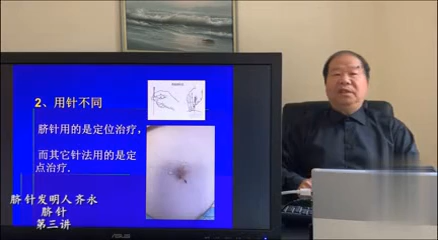 2、用针不同
脐针用的是定位治疗,
而其它针法用的是定
点治疗.
脐针发明人齐永
脐针
第三讲
ASUS